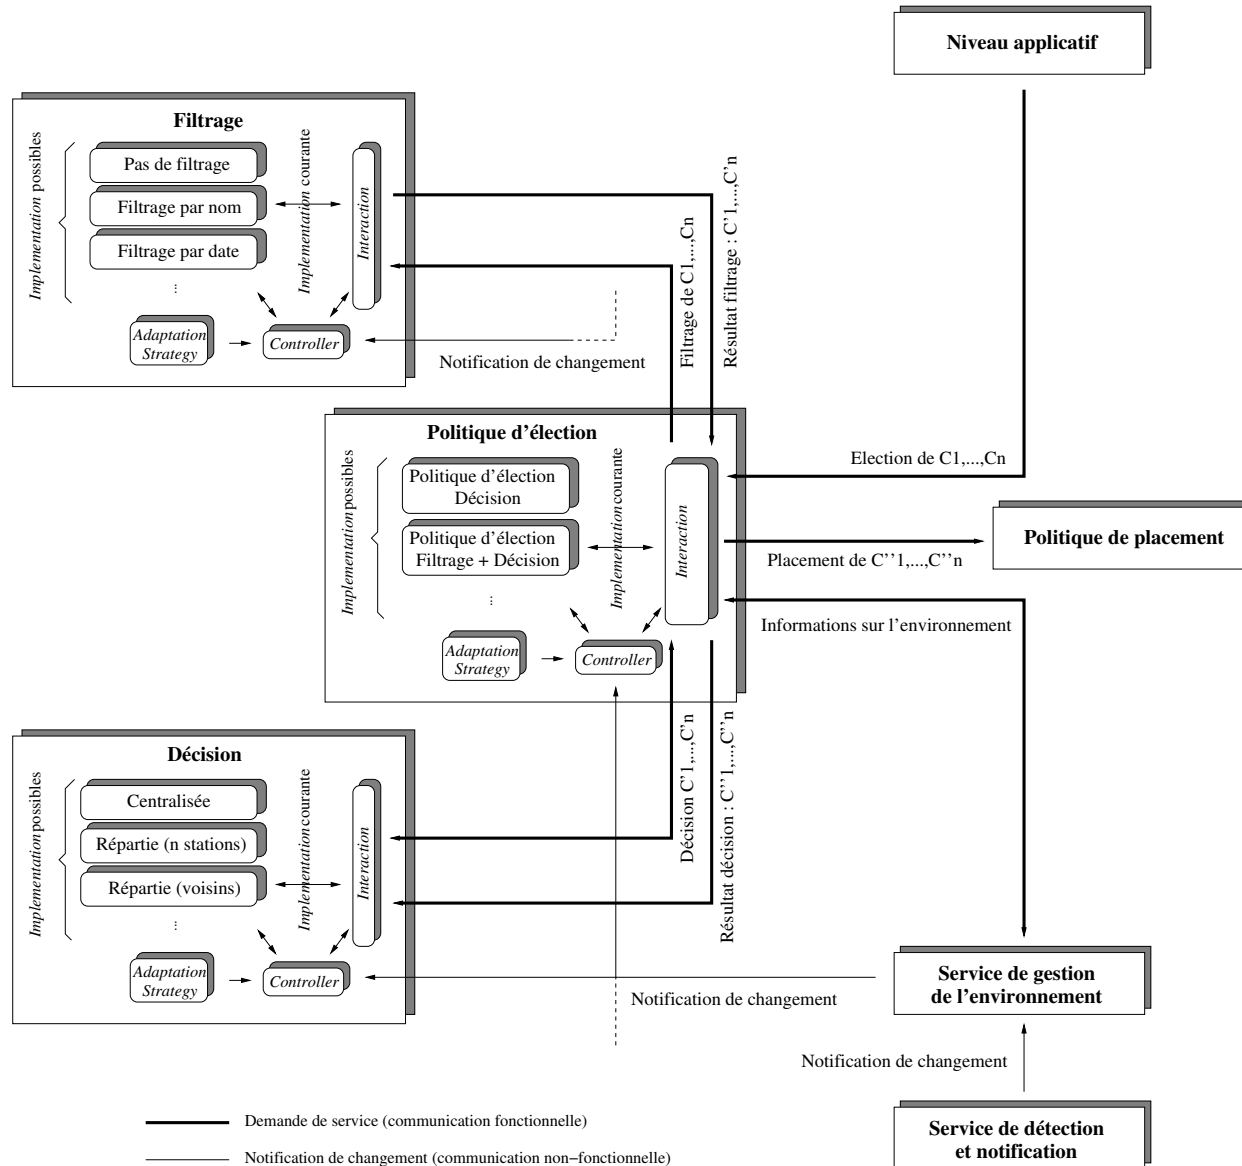 Niveau applicatif
Filtrage
Implementation possibles
Pas de filtrage
Filtrage par nom
Filtrage par date
...
Implementation courante
Interaction
Adaptation
Strategy
Controller
Notification de changement
Filtrage de C1,...,Cn
Résultat filtrage : C'1,...,C'n
Politique d'élection
Implementation possibles
Politique d'élection
Décision
Politique d'élection
Filtrage + Décision
...
Implementation courante
Interaction
Adaptation
Strategy
Controller
Election de C1,...,Cn
Politique de placement
Placement de C''1,...,C''n
Informations sur l'environnement
Décision C'1,...,C'n
Résultat décision : C''1,...,C''n
Décision
Implementation possibles
Centralisée
Répartie (n stations)
Répartie (voisins)
...
Implementation courante
Interaction
Adaptation
Strategy
Controller
Notification de changement
Service de gestion
de l'environnement
Notification de changement
Service de détection
et notification
Demande de service (communication fonctionnelle)
Notification de changement (communication non−fonctionnelle)